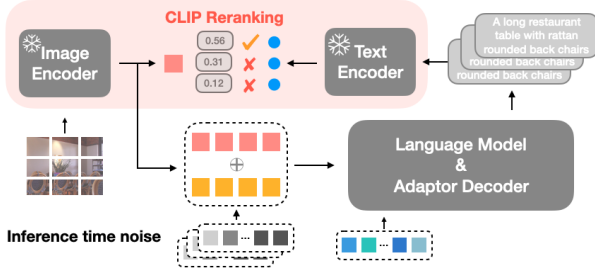 CLIP Reranking
Image
Encoder
0.56
0.31
0.12
Text
Encoder
A long restaurant
table with rattan
rounded back chairs
rounded back chairs
rounded back chairs
Language Model
&
Adaptor Decoder
Inference time noise
...
...